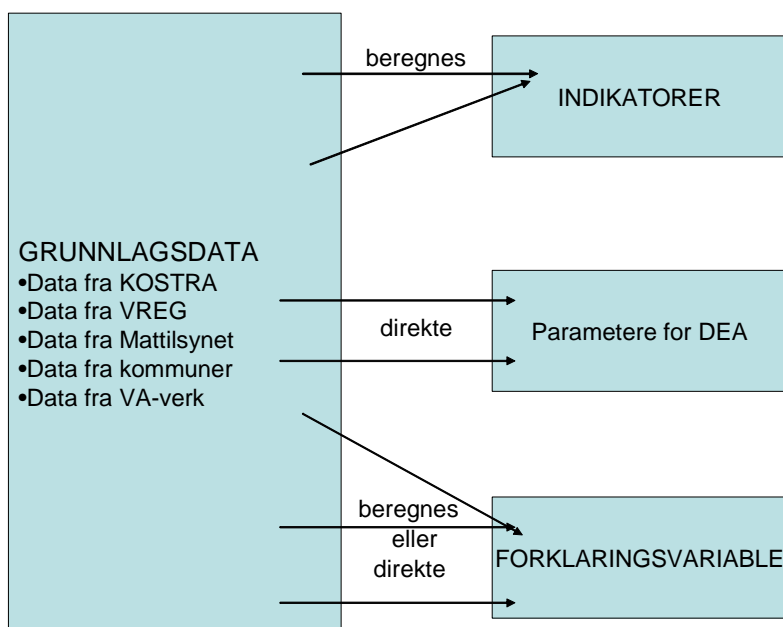 GRUNNLAGSDATA
•Data fra KOSTRA
•Data fra VREG
•Data fra Mattilsynet
•Data fra kommuner
•Data fra VA-verk
beregnes
INDIKATORER
direkte
Parametere for DEA
beregnes
eller
direkte
FORKLARINGSVARIABLE